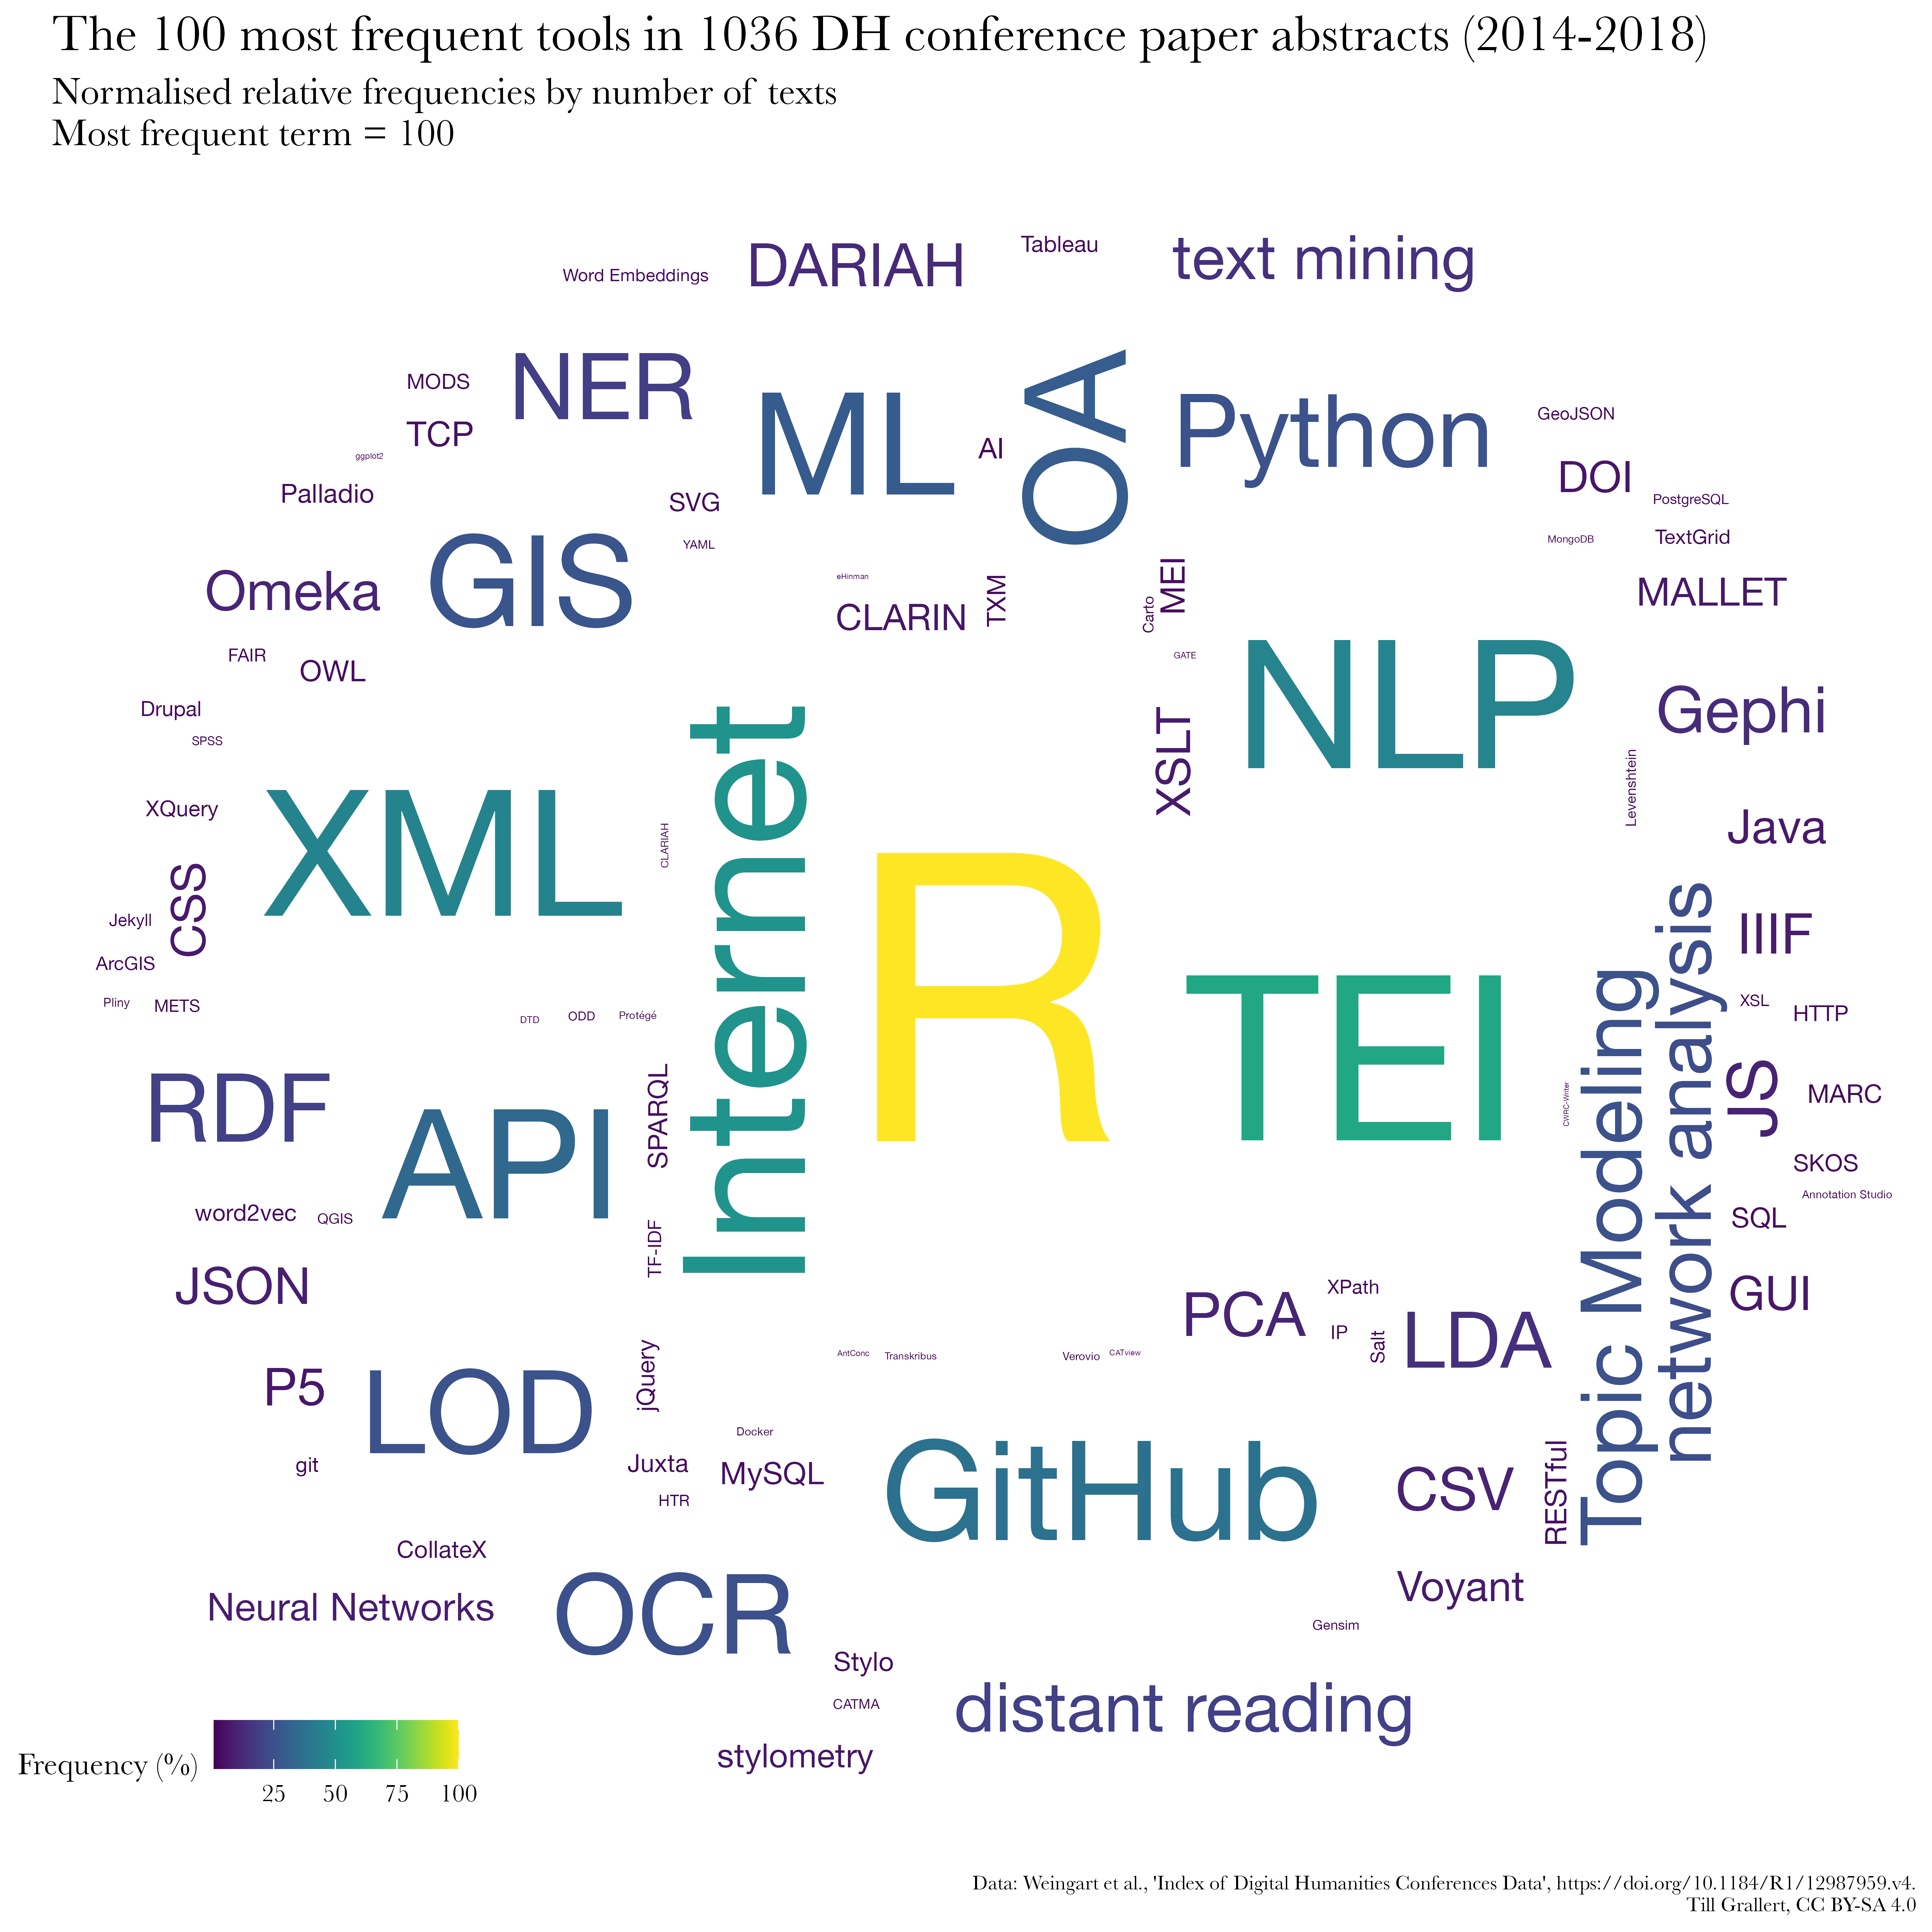 The 100 most frequent tools in 1036 DH conference paper abstracts (2014-2018)
Normalised relative frequencies by number of texts
Most frequent term = 100
Tableau
text mining
DARIAH
Word Embeddings
NER
MODS
TCP
ggplot2
Palladio
ML
AI
OA
Python
GeoJSON
DOI
PostgreSQL
MongoDB
TextGrid
SVG
YAML
GIS
Omeka
eHinman
CLARIN
TXM
Carto
MEI
MALLET
FAIR
OWL
GATE
NLP
Gephi
Drupal
SPSS
XSLT
Levenshtein
XQuery
XML
CLARIAH
Internet
Java
CSS
Jekyll
ArcGIS
Pliny
METS
R
TEI
Topic Modeling
network analysis
IIIF
XSL
HTTP
DTD
ODD
Protégé
RDF
API
SPARQL
CWRC-Writer
JS
MARC
SKOS
Annotation Studio
SQL
word2vec
QGIS
TF-IDF
JSON
GUI
PCA
XPath
IP
Salt
LDA
AntConc
Transkribus
Verovio
CATview
P5
LOD
jQuery
git
Docker
Juxta
MySQL
HTR
GitHub
CSV
RESTful
CollateX
Neural Networks
OCR
Voyant
Gensim
Stylo
CATMA
distant reading
stylometry
Frequency (%)
25 50 75 100
Data: Weingart et al., 'Index of Digital Humanities Conferences Data', https://doi.org/10.1184/R1/12987959.v4.
Till Grallert, CC BY-SA 4.0